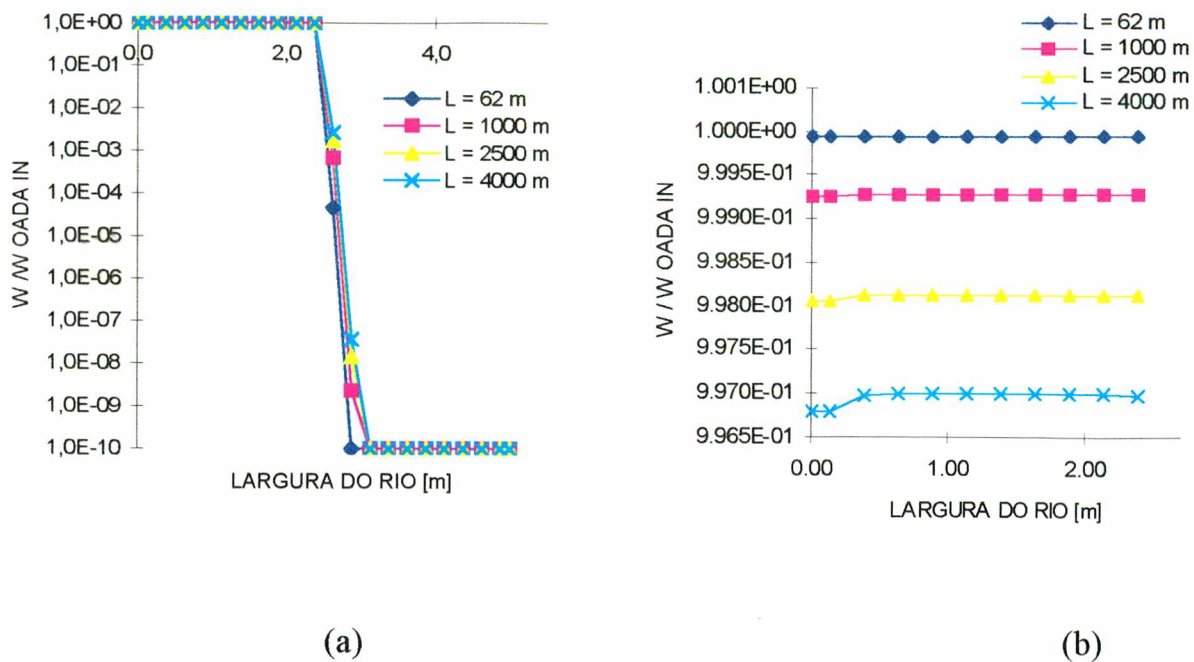 1,0E+00
1,0E-01
1,0E-02
1,0E-03
1,0E-04
1,0E-05
1,0E-06
1,0E-07
1,0E-08
1,0E-09
1,0E-10
0,0
2,0
4,0
W /W OADA IN
LARGURA DO RIO [m]
L = 62 m
L = 1000 m
L = 2500 m
L = 4000 m
(a)
L = 62 m
L = 1000 m
L = 2500 m
L = 4000 m
1.001E+00
1.000E+00
9.995E-01
9.990E-01
9.985E-01
9.980E-01
9.975E-01
9.970E-01
9.965E-01
0.00
1.00
2.00
W / W OADA IN
LARGURA DO RIO [m]
(b)